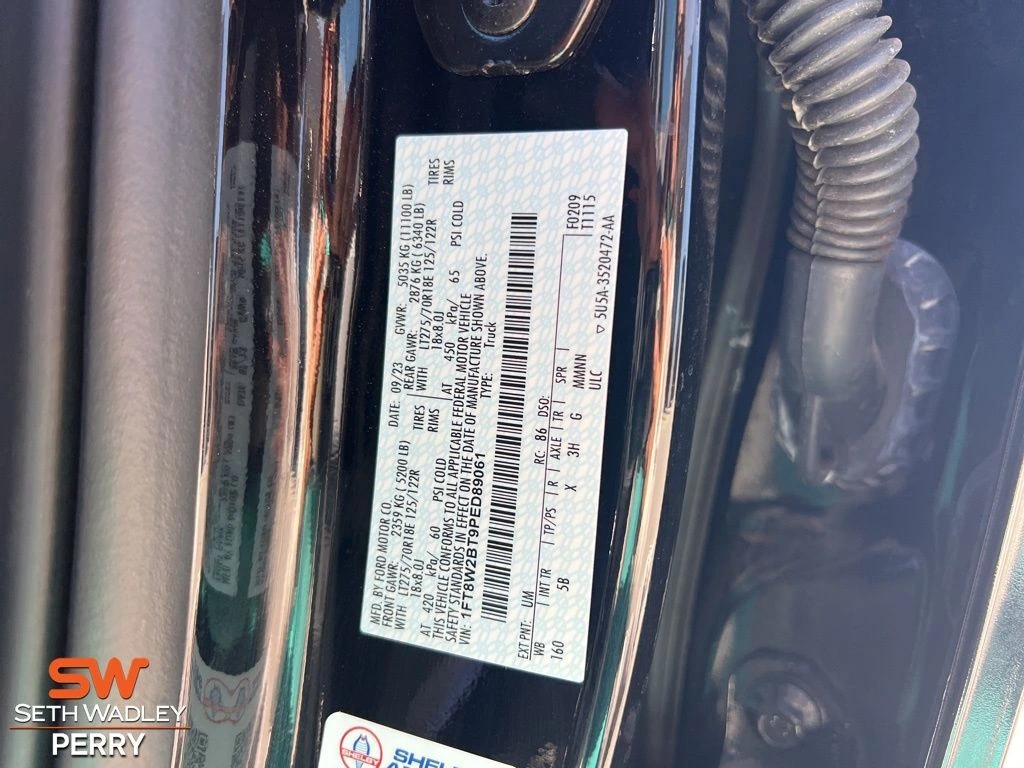 MFD. BY FORD MOTOR CO.
DATE: 09/23 GVWR: 5035 KG (11100 LB)
FRONT GAWR: 2359 KG (5200 LB)
REAR GAWR: 2876 KG (6340 LB)
WITH LT275/70R18E 125/122R TIRES
WITH LT275/70R18E 125/122R TIRES
18x8.0J RIMS
18x8.0J RIMS
AT 420 kPa/ 60 PSI COLD
AT 450 kPa/ 65 PSI COLD
THIS VEHICLE CONFORMS TO ALL APPLICABLE FEDERAL MOTOR VEHICLE
SAFETY STANDARDS IN EFFECT ON THE DATE OF MANUFACTURE SHOWN ABOVE.
VIN: 1FT8W2BT9PED89061 TYPE: Truck
EXT PNT: UM RC: 86 DSO: F0209
WB | INT TR | TP/PS | R | AXLE | TR | SPR | T1115
160 5B X 3H G MMNN
ULC
▽ 5U5A-3520472-AA
SHELBY
SW
SETH WADLEY
PERRY